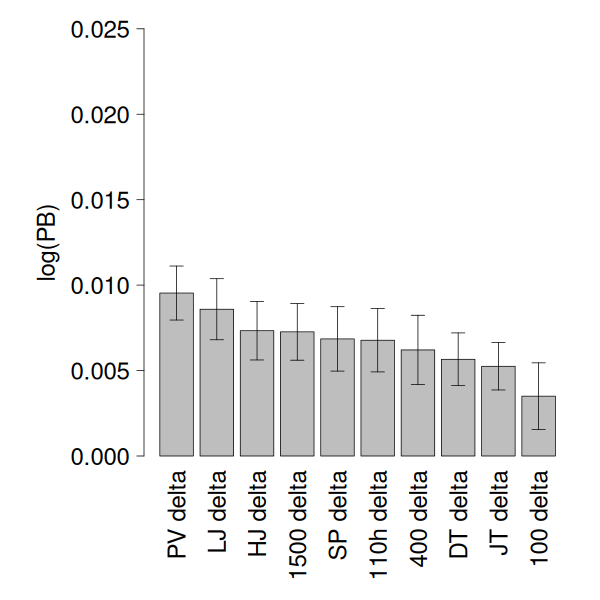 0.025
0.020
0.015
0.010
0.005
0.000
log(PB)
PV delta
LJ delta
HJ delta
1500 delta
SP delta
110h delta
400 delta
DT delta
JT delta
100 delta